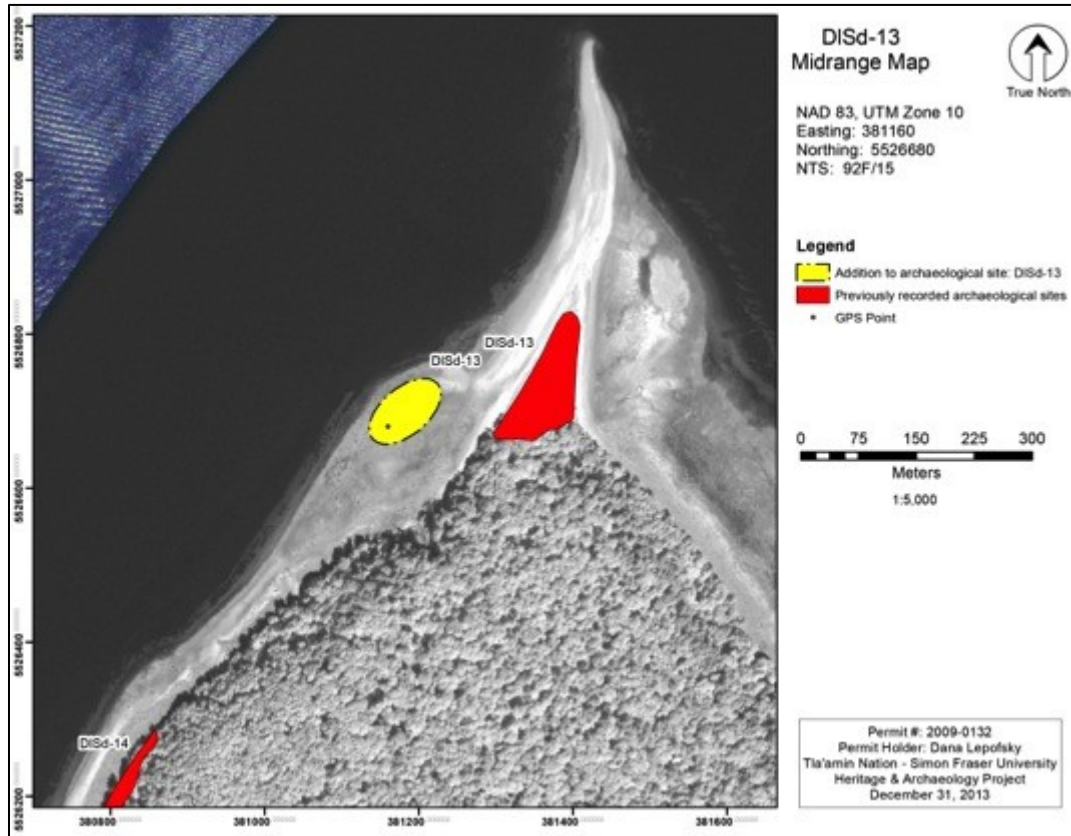 DISd-13
Midrange Map
True North
NAD 83, UTM Zone 10
Easting: 381160
Northing: 5526680
NTS: 92F/15
Legend
Addition to archaeological site: DISd-13
Previously recorded archaeological sites
GPS Point
0 75 150 225 300
Meters
1:5,000
Permit #: 2009-0132
Permit Holder: Dana Lepofsky
Tla'amin Nation - Simon Fraser University
Heritage & Archaeology Project
December 31, 2013
DISd-13
DISd-13
DISd-14
5527200
5527000
5526800
5526600
5526400
5526200
380800 381000 381200 381400 381600